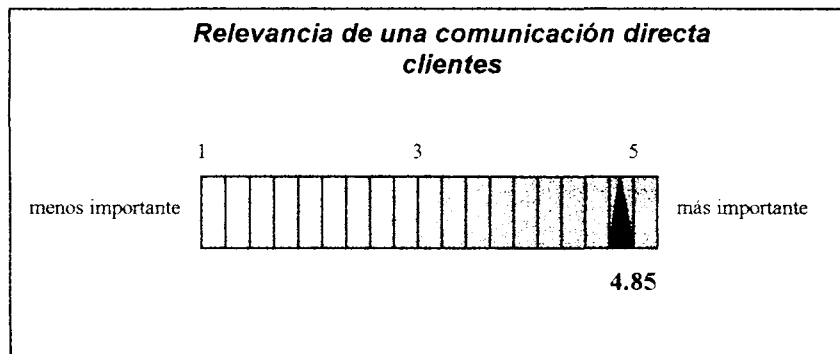 Relevancia de una comunicación directa
clientes
1 3 5
menos importante
más importante
4.85